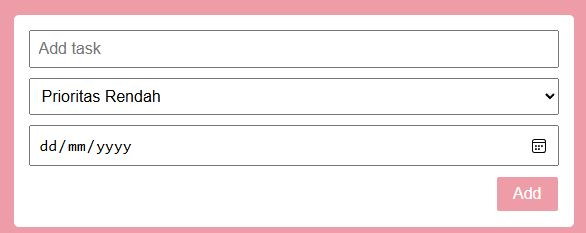 Add task
Prioritas Rendah
dd/mm/yyyy
Add